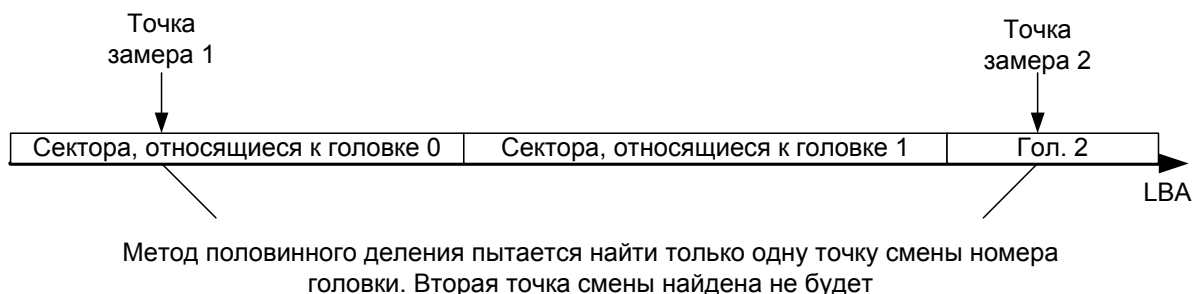 Точка
замера 1
Точка
замера 2
Сектора, относящиеся к головке 0
Сектора, относящиеся к головке 1
Гол. 2
LBA
Метод половинного деления пытается найти только одну точку смены номера
головки. Вторая точка смены найдена не будет